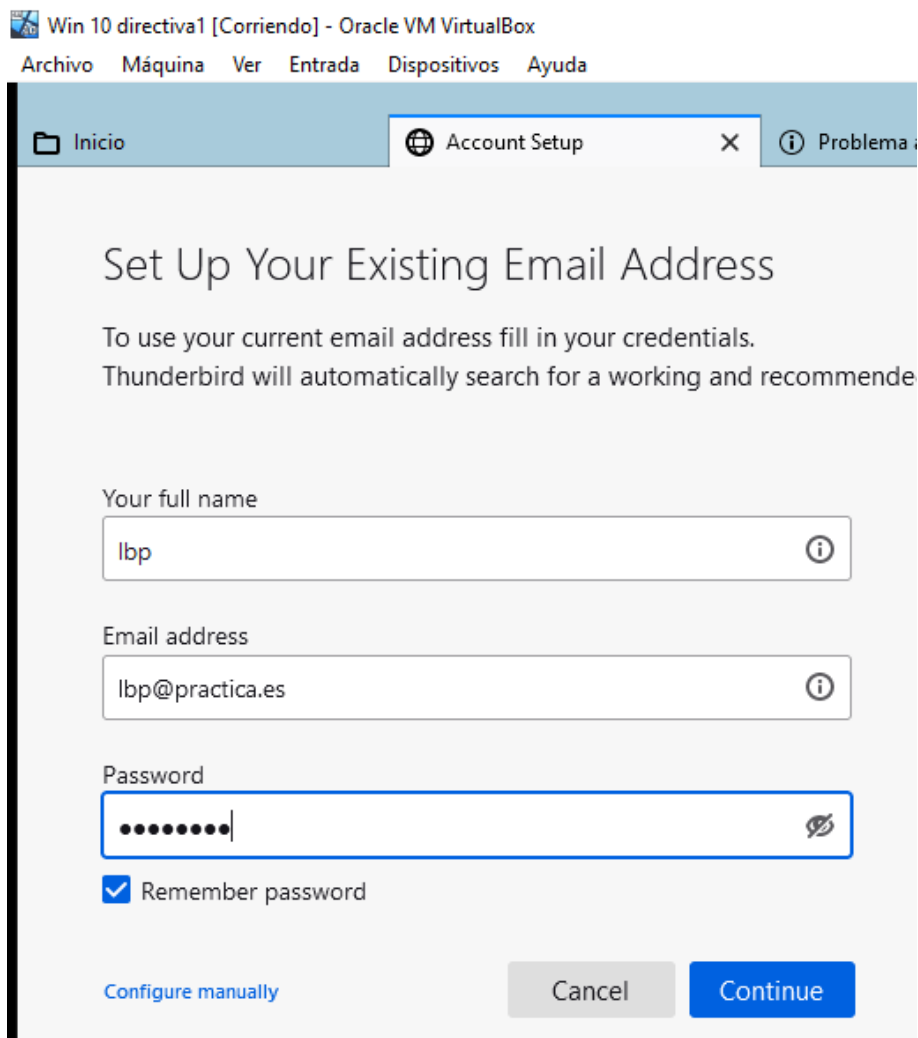 Win 10 directiva1 [Corriendo] - Oracle VM VirtualBox
Archivo Máquina Ver Entrada Dispositivos Ayuda
Inicio Account Setup Problema
Set Up Your Existing Email Address
To use your current email address fill in your credentials.
Thunderbird will automatically search for a working and
Your full name
lbp
Email address
lbp@practica.es
Password
••••••••
Remember password
Configure manually Cancel Continue